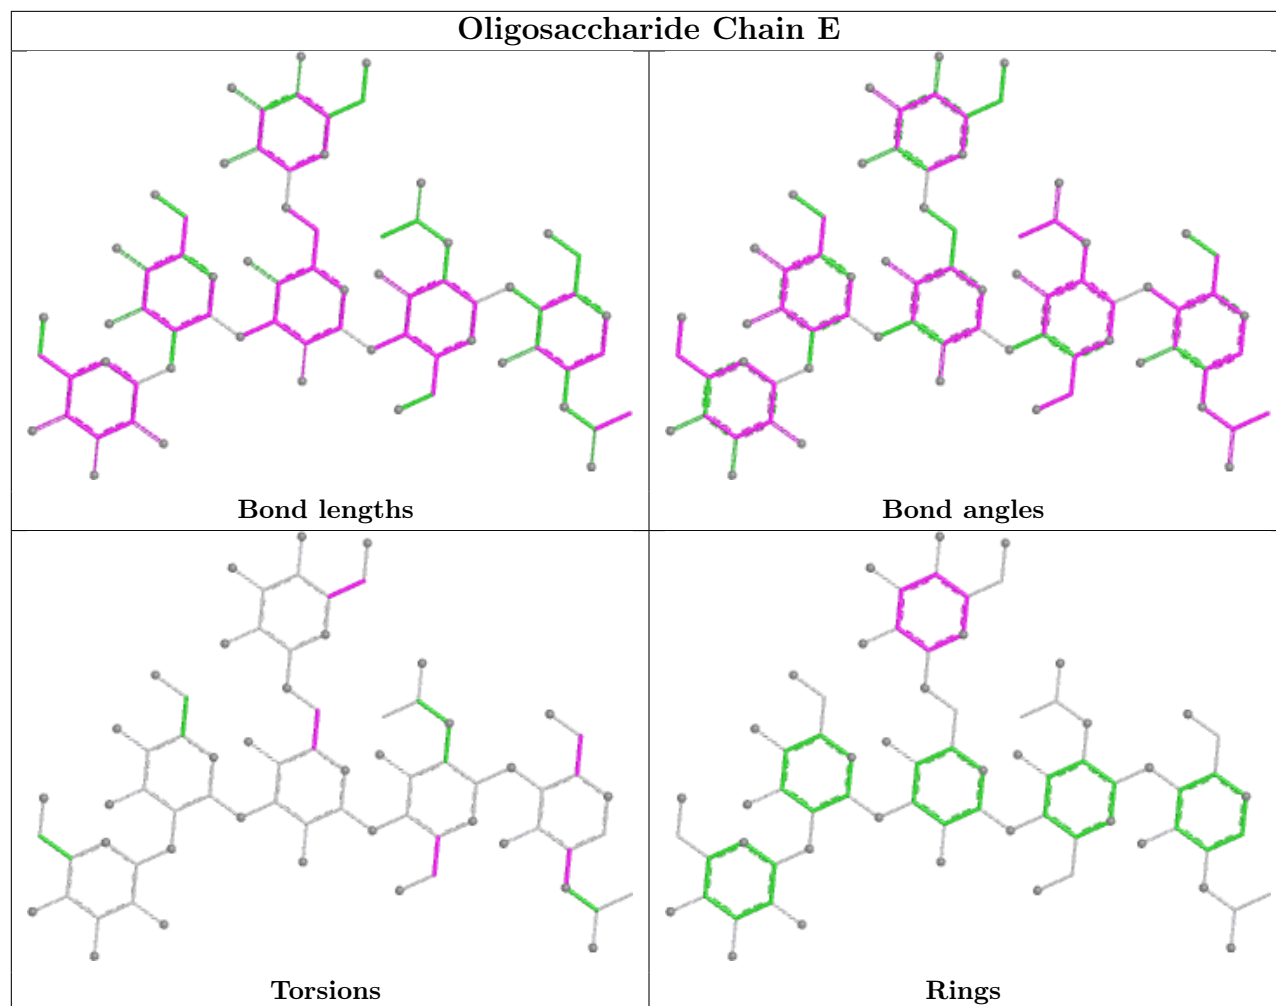 Oligosaccharide Chain E
Bond lengths
Bond angles
Torsions
Rings